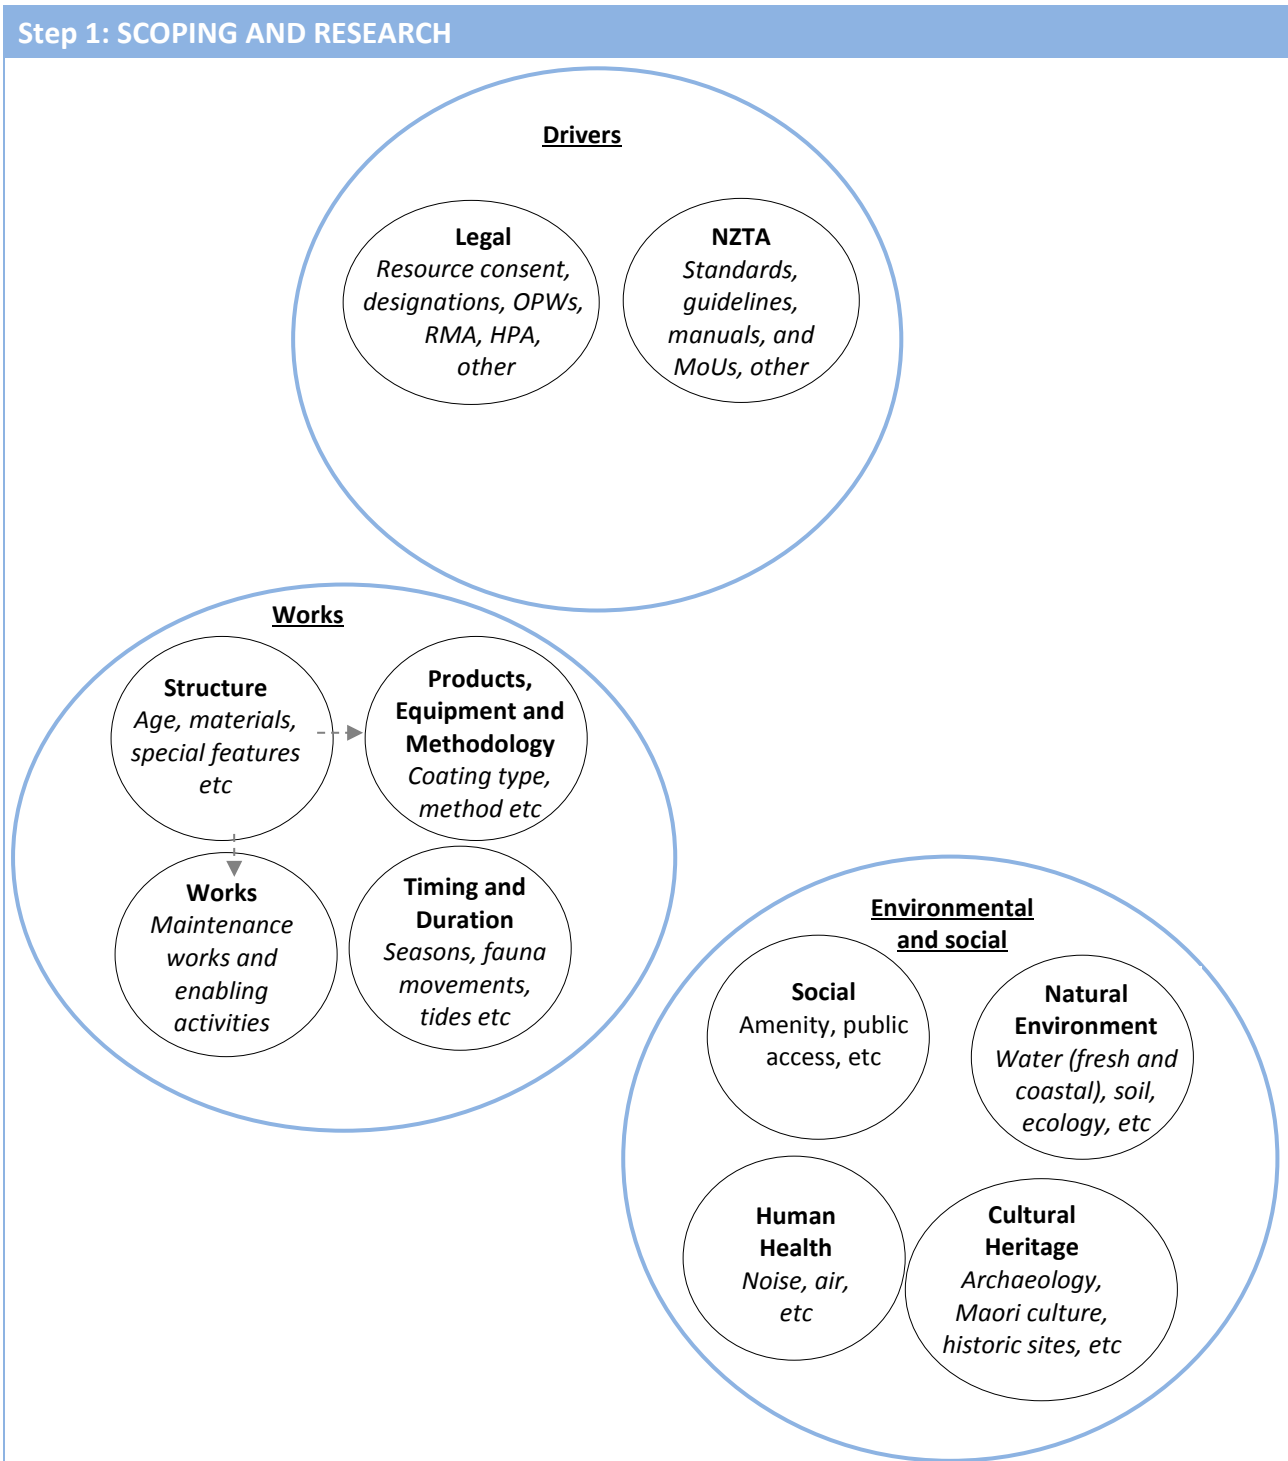 Step 1: SCOPING AND RESEARCH
Drivers
Legal
Resource consent,
designations, OPWs,
RMA, HPA,
other
NZTA
Standards,
guidelines,
manuals, and
MoUs, other
Works
Structure
Age, materials,
special features
etc
Products,
Equipment and
Methodology
Coating type,
method etc
Works
Maintenance
works and
enabling
activities
Timing and
Duration
Seasons, fauna
movements,
tides etc
Environmental
and social
Social
Amenity, public
access, etc
Natural
Environment
Water (fresh and
coastal), soil,
ecology, etc
Human
Health
Noise, air,
etc
Cultural
Heritage
Archaeology,
Maori culture,
historic sites, etc